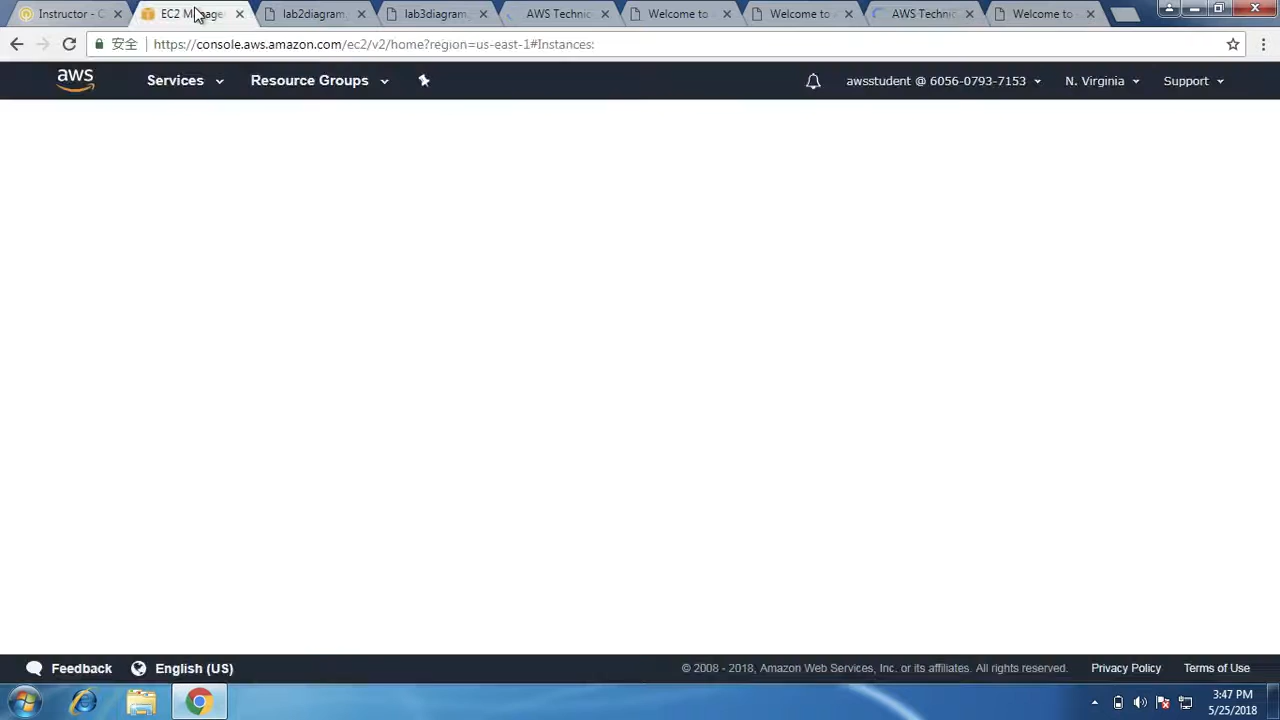 Instructor - C
EC2 Manage
lab2diagram.
lab3diagram.
AWS Technic
Welcome to
Welcome to
AWS Technic
Welcome to
安全 https://console.aws.amazon.com/ec2/v2/home?region=us-east-1#Instances:
aws Services Resource Groups awsstudent @ 6056-0793-7153 N. Virginia Support
Feedback English (US) © 2008 - 2018, Amazon Web Services, Inc. or its affiliates. All rights reserved. Privacy Policy Terms of Use
3:47 PM
5/25/2018